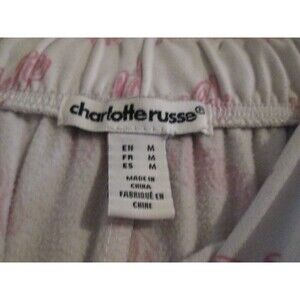 charlotte russe®
EN M
FR M
ES M
MADE IN
CHINA
FABRIQUÉ EN
CHINE